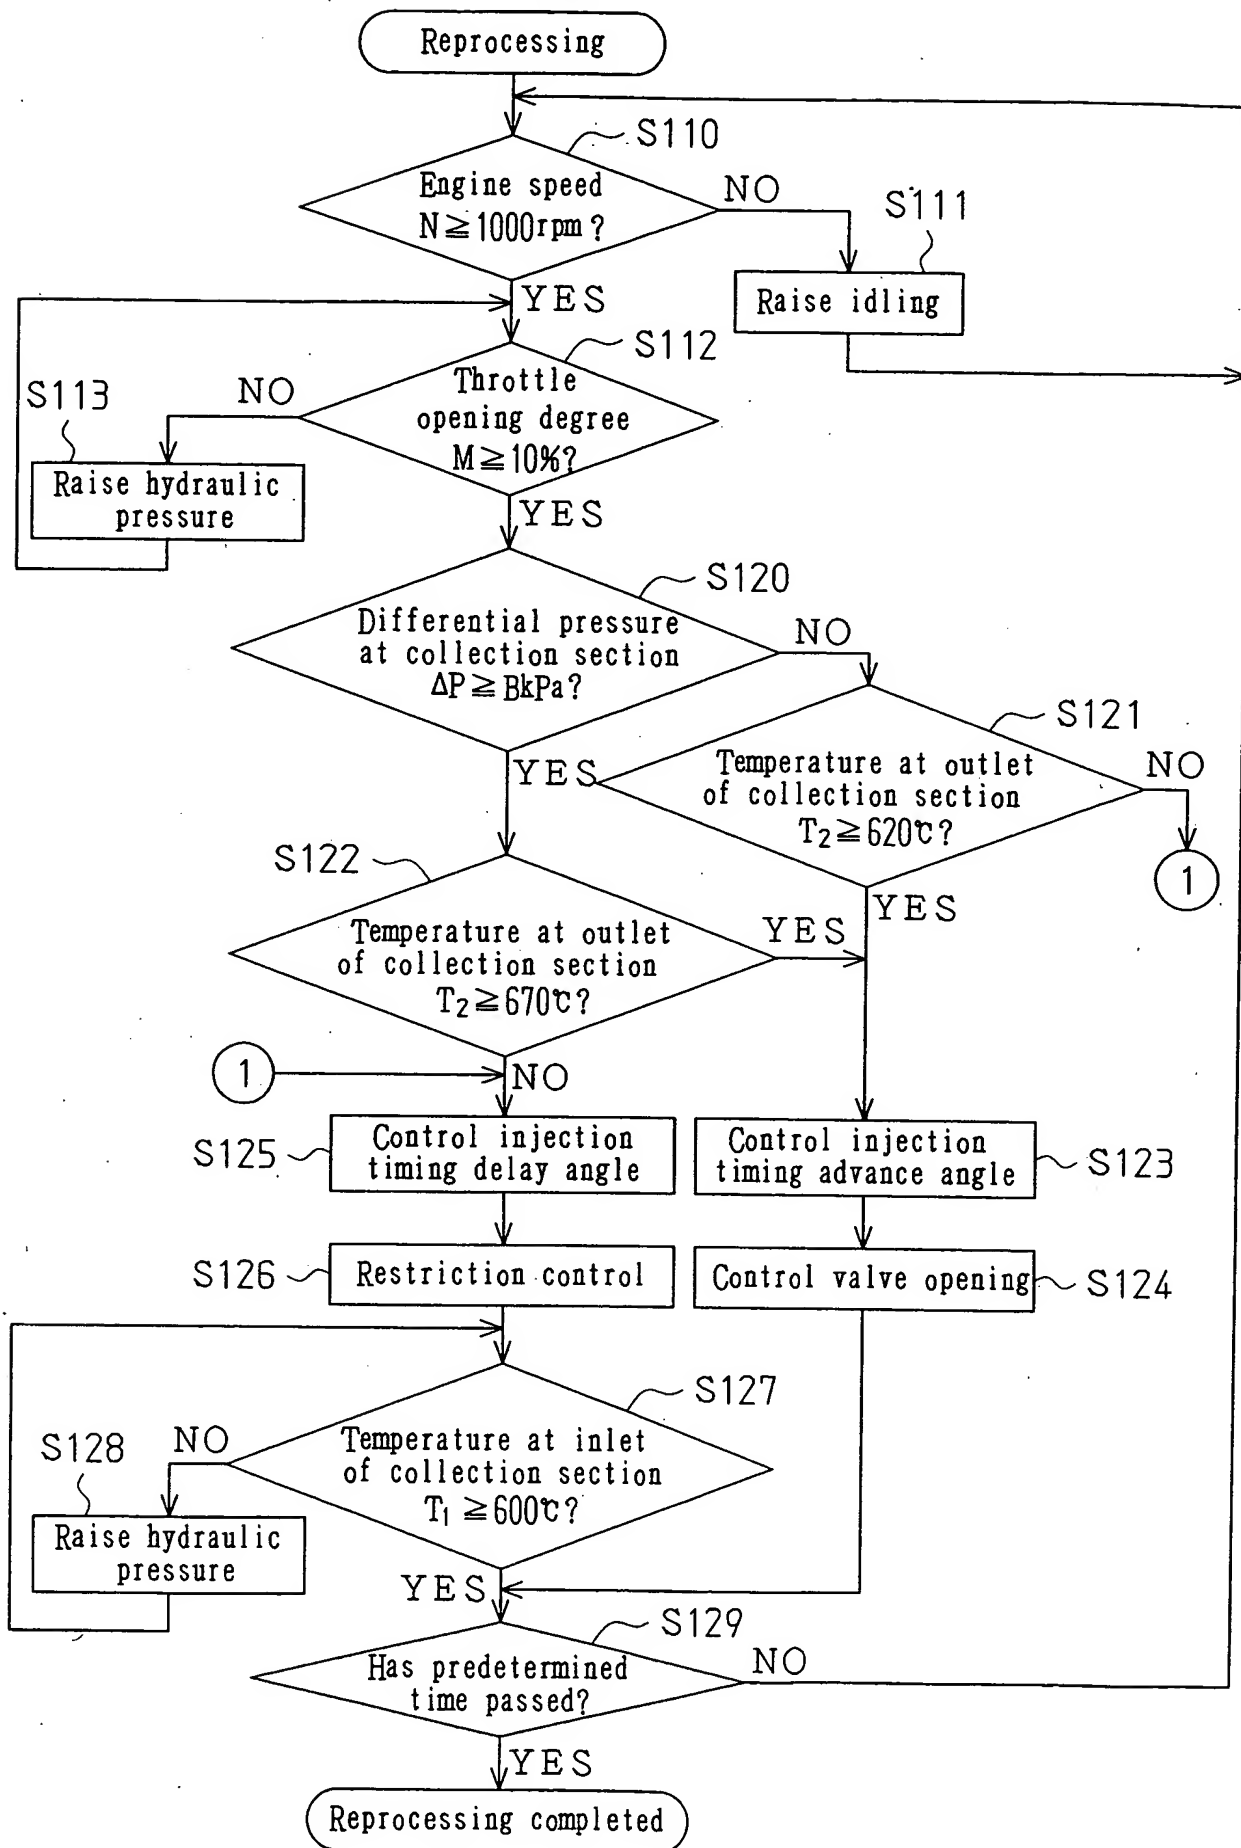 Reprocessing
S110
Engine speed
N≧1000rpm?
NO
S111
Raise idling
YES
S112
Throttle
opening degree
M≧10%?
NO
S113
Raise hydraulic
pressure
YES
S120
Differential pressure
at collection section
ΔP≧BkPa?
NO
S121
Temperature at outlet
of collection section
T₂≧620℃?
NO
1
YES
YES
S122
Temperature at outlet
of collection section
T₂≧670℃?
YES
1
NO
S125
Control injection
timing delay angle
Control injection
timing advance angle
S123
S126
Restriction control
Control valve opening
S124
S127
Temperature at inlet
of collection section
T₁≧600℃?
NO
S128
Raise hydraulic
pressure
YES
S129
Has predetermined
time passed?
NO
YES
Reprocessing completed